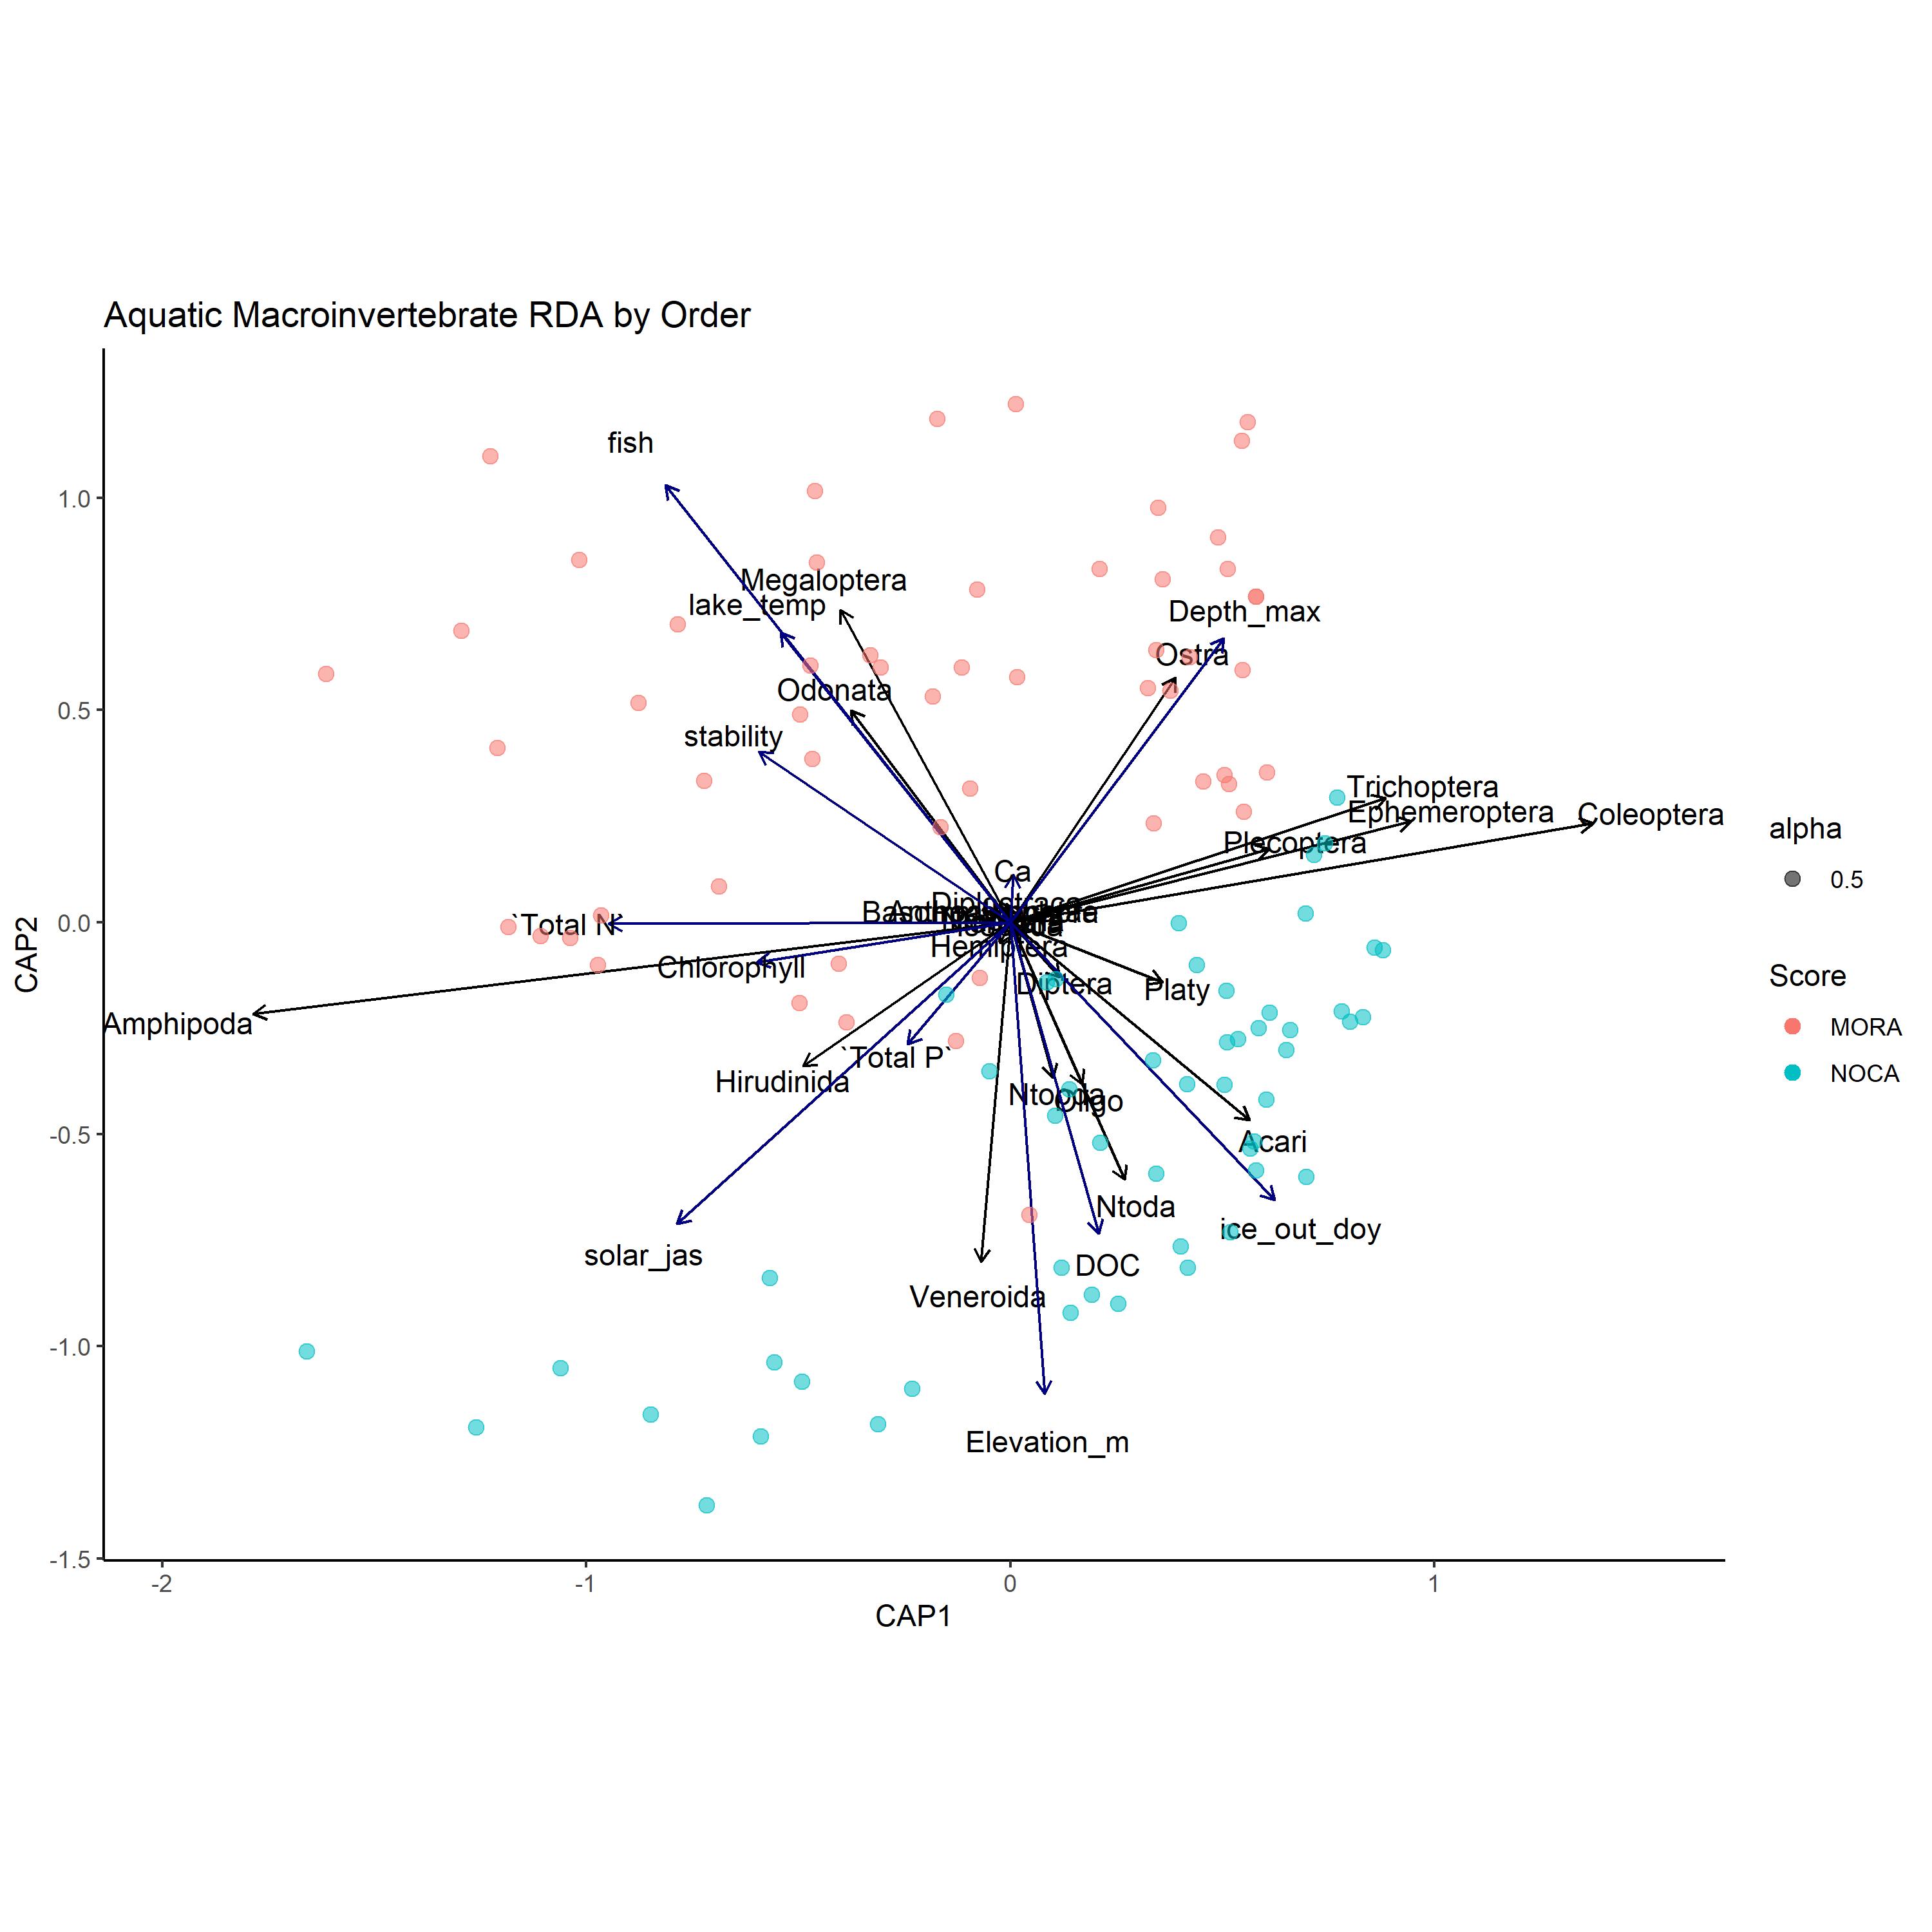 Aquatic Macroinvertebrate RDA by Order
fish
Megaloptera
lake_temp
Depth_max
Ostra
Odonata
stability
Trichoptera
Ephemeroptera
Coleoptera
Plecoptera
Ca
Diplostraca
`Total N`
Hemiptera
Chlorophyll
Diptera
Platy
Amphipoda
`Total P`
Hirudinida
Ntopda
Oligo
Acari
Ntoda
ice_out_doy
solar_jas
DOC
Veneroida
Elevation_m
1.0
0.5
0.0
-0.5
-1.0
-1.5
-2
-1
0
1
CAP1
CAP2
alpha
0.5
Score
MORA
NOCA